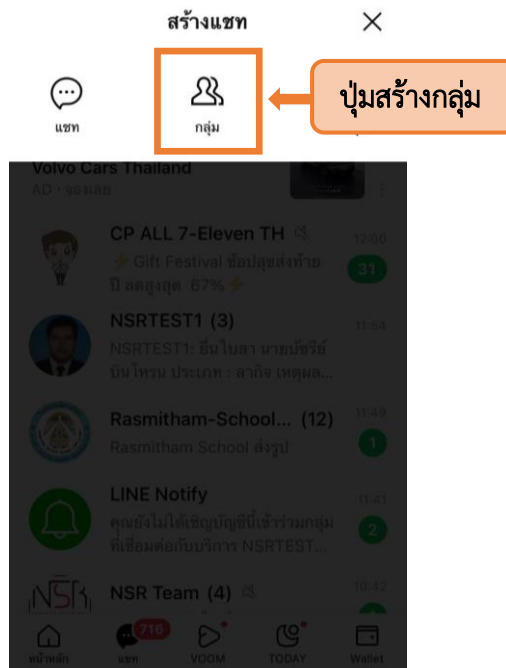 สร้างแชท
แชท
กลุ่ม
ปุ่มสร้างกลุ่ม
Volvo Cars Thailand
AD • จองเลย
CP ALL 7-Eleven TH
12:00
⚡ Gift Festival ช้อปสุขส่งท้าย
ปี ลดสูงสุด 67%⚡
31
NSRTEST1 (3)
11:54
NSRTEST1: ยื่นใบลา นายบัซรีย์
บินโหรน ประเภท : ลากิจ เหตุผล...
Rasmitham-School... (12)
11:49
Rasmitham School ส่งรูป
1
LINE Notify
11:41
คุณยังไม่ได้เชิญบัญชีนี้เข้าร่วมกลุ่ม
ที่เชื่อมต่อกับบริการ NSRTEST...
2
NSR
NSR Team (4)
10:42
716
หน้าหลัก
แชท
VOOM
TODAY
Wallet